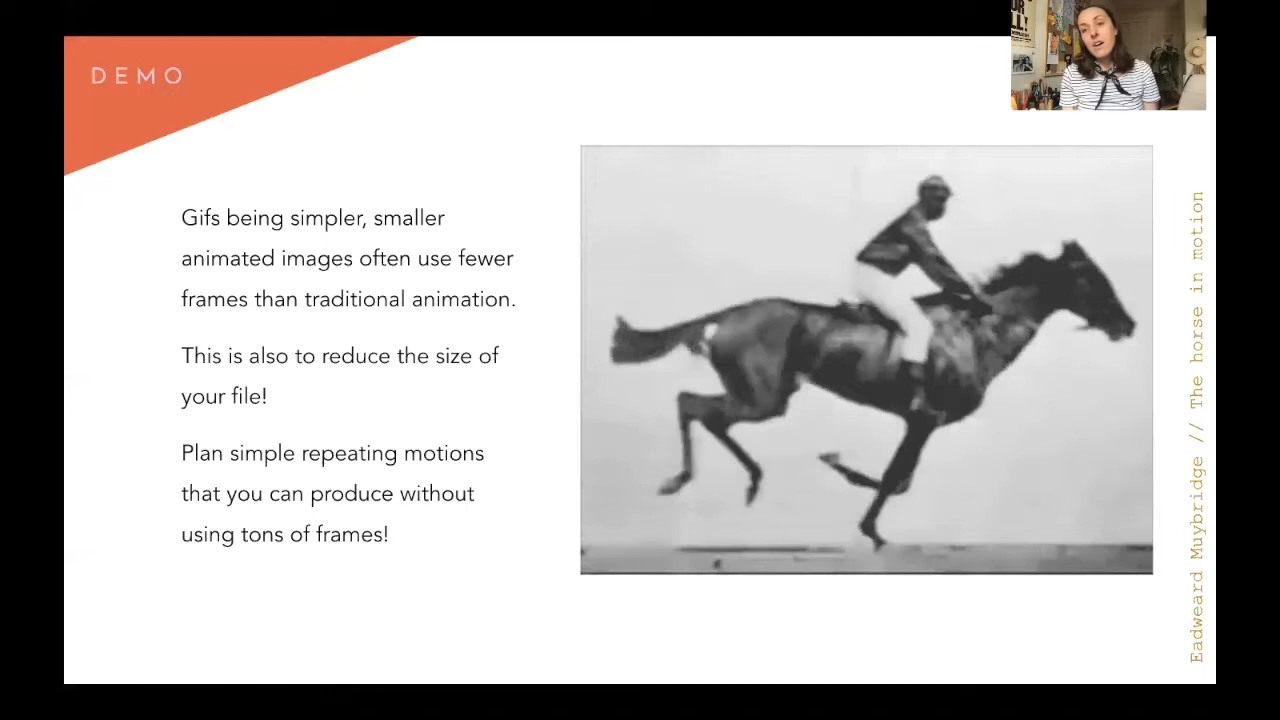 DEMO
Gifs being simpler, smaller
animated images often use fewer
frames than traditional animation.
This is also to reduce the size of
your file!
Plan simple repeating motions
that you can produce without
using tons of frames!
Eadweard Muybridge // The horse in motion